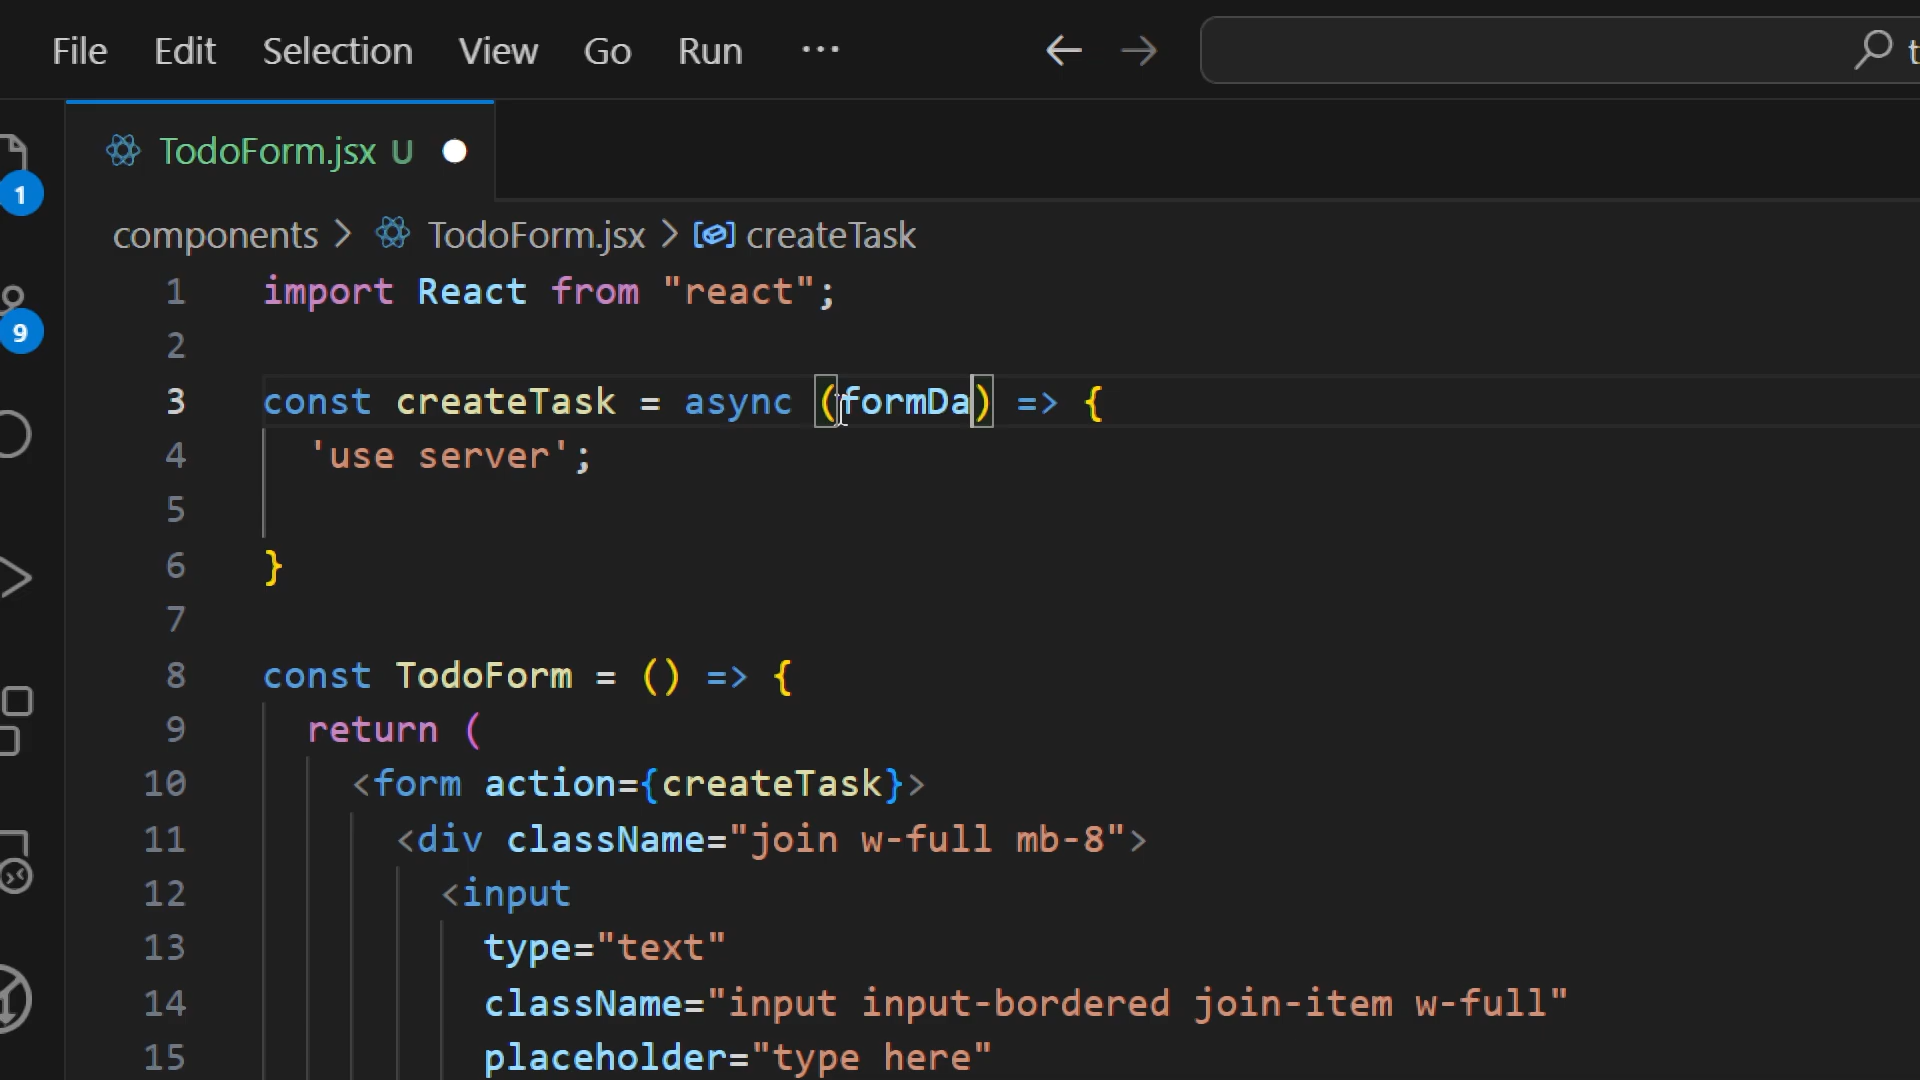 File Edit Selection View Go Run ··· t
TodoForm.jsx U
1
components > TodoForm.jsx > createTask
9
1 import React from "react";
2
3 const createTask = async (formDa) => {
4 'use server';
5
6 }
7
8 const TodoForm = () => {
9 return (
10 <form action={createTask}>
11 <div className="join w-full mb-8">
12 <input
13 type="text"
14 className="input input-bordered join-item w-full"
15 placeholder="type here"